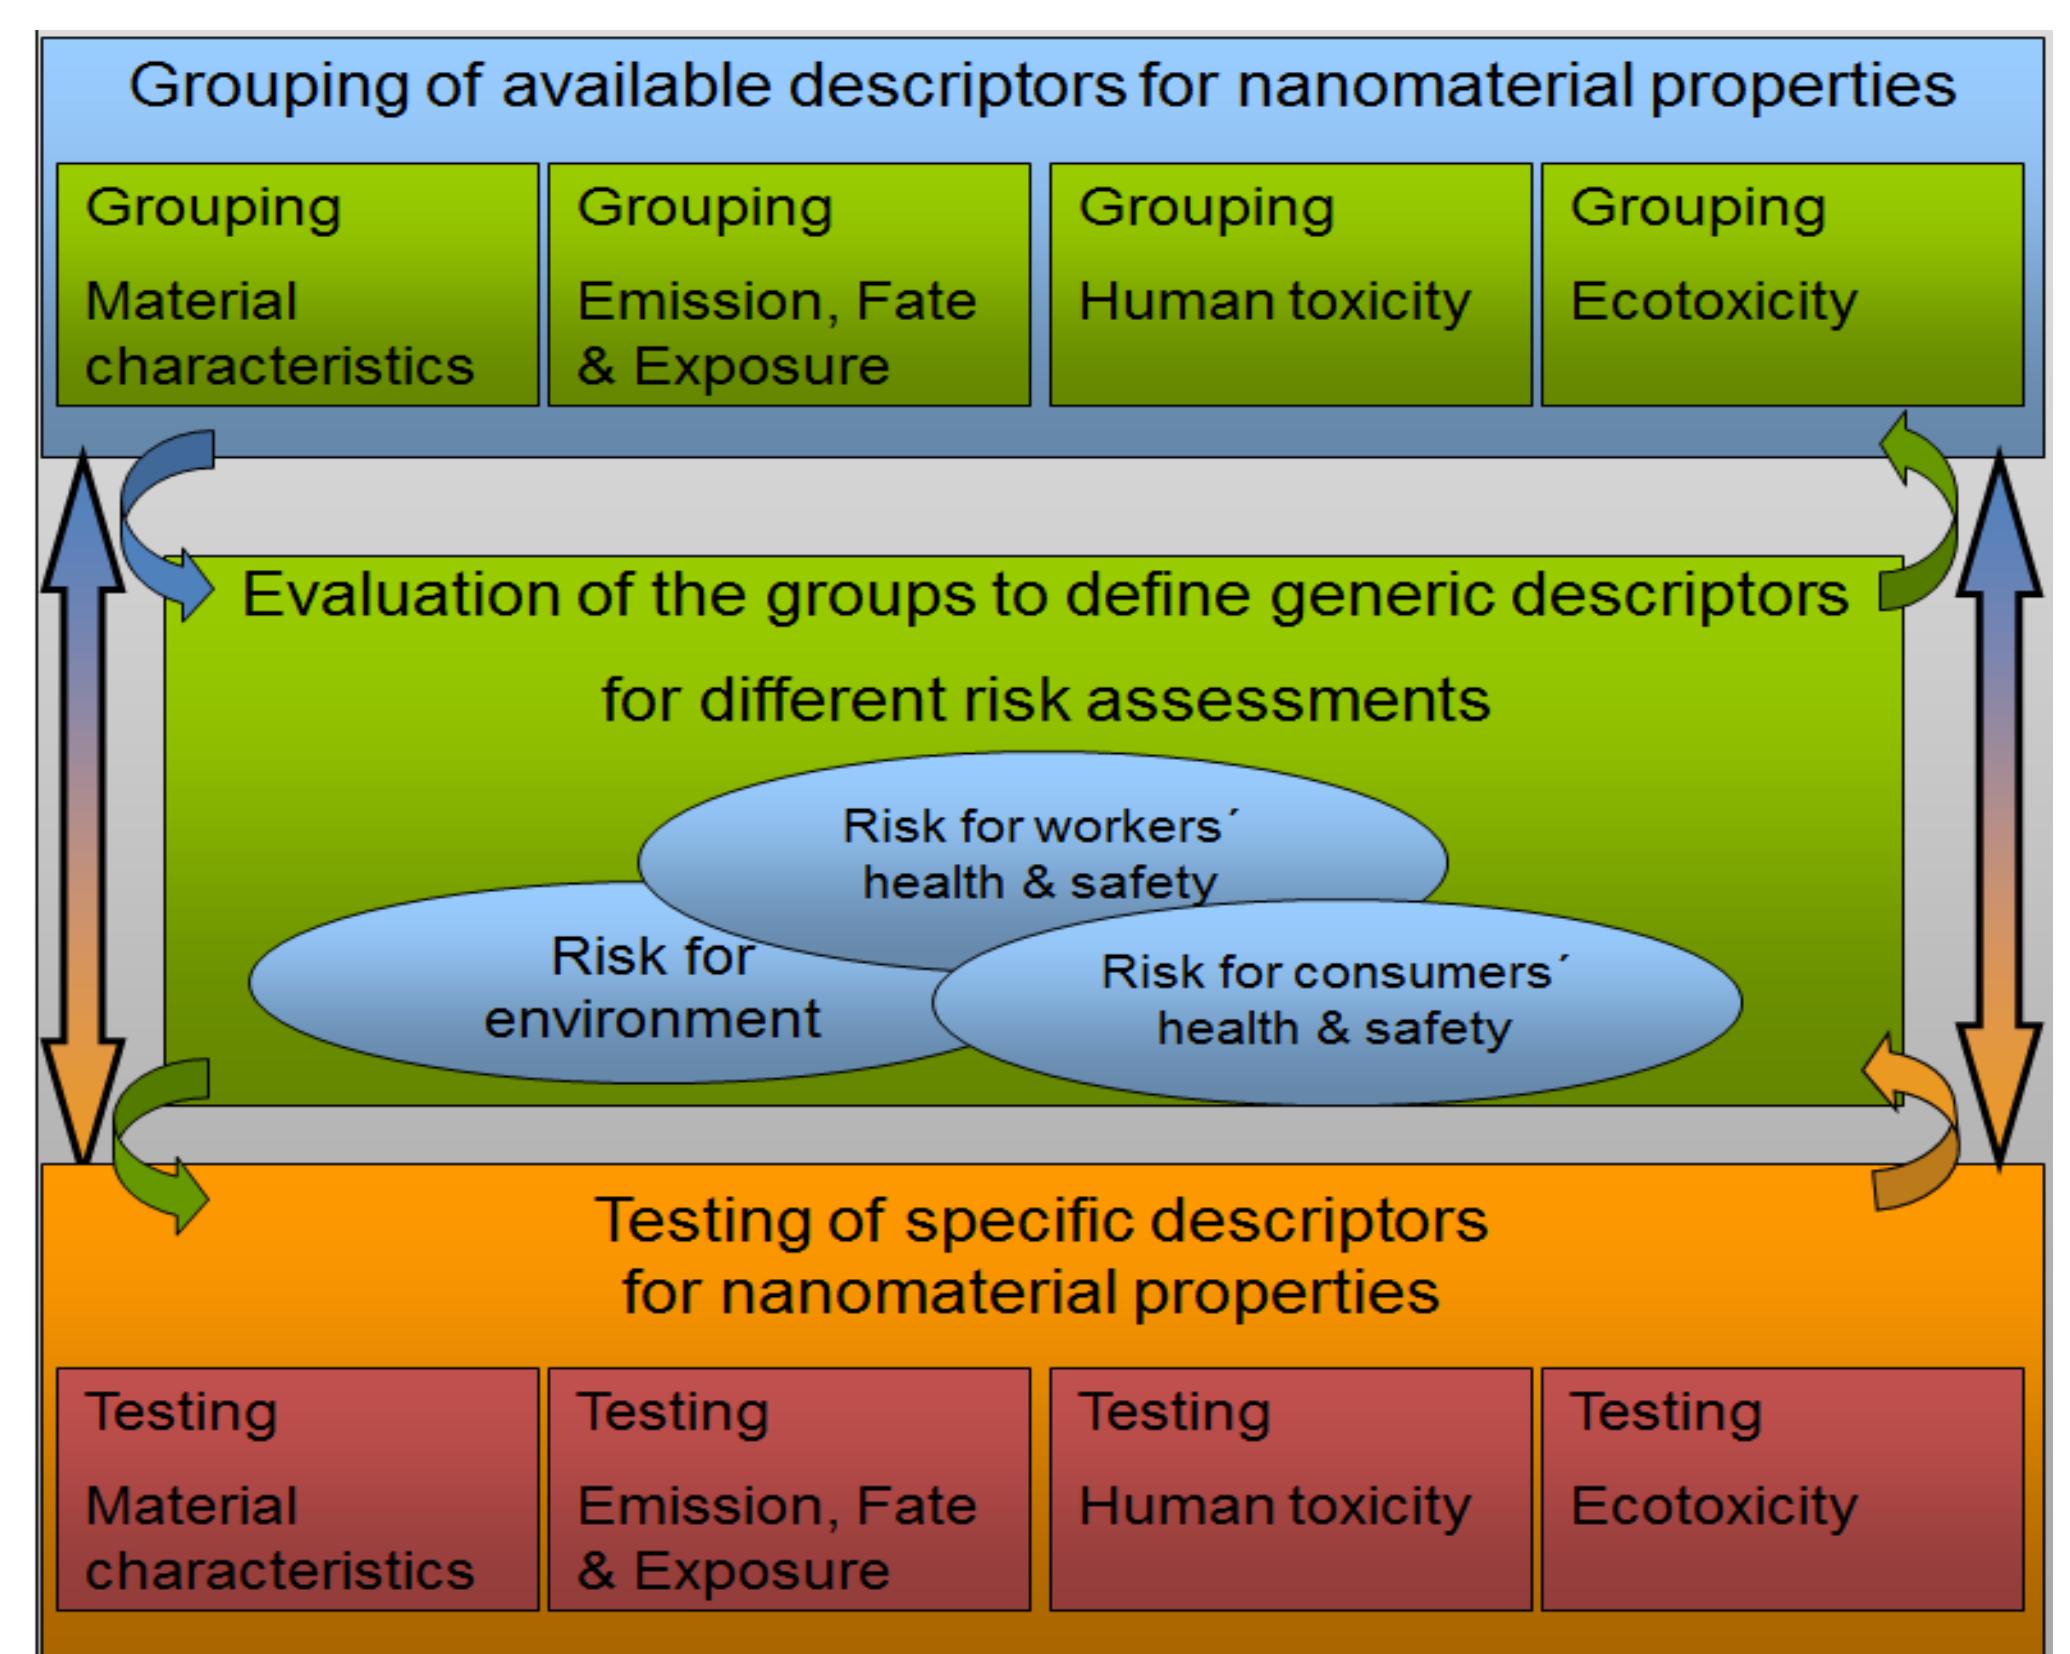 Grouping of available descriptors for nanomaterial properties
Grouping
Material
characteristics
Grouping
Emission, Fate
& Exposure
Grouping
Human toxicity
Grouping
Ecotoxicity
Evaluation of the groups to define generic descriptors
for different risk assessments
Risk for workers´
health & safety
Risk for
environment
Risk for consumers´
health & safety
Testing of specific descriptors
for nanomaterial properties
Testing
Material
characteristics
Testing
Emission, Fate
& Exposure
Testing
Human toxicity
Testing
Ecotoxicity